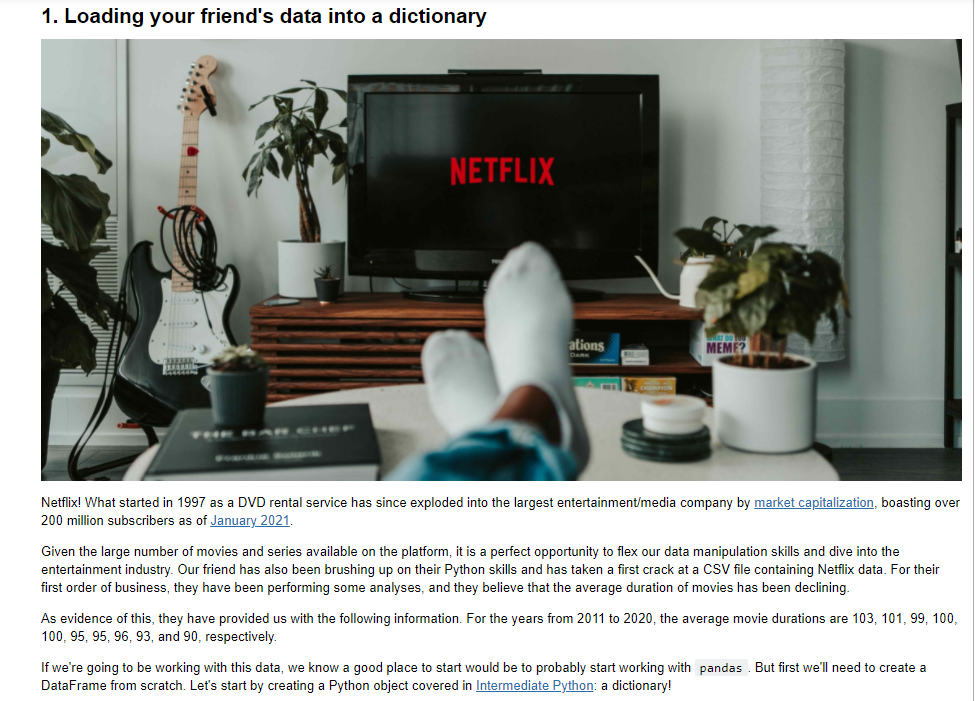 1. Loading your friend's data into a dictionary
NETFLIX
ations
DARK
WHAT DO YOU
MEME?
THE BAR CHEF
Netflix! What started in 1997 as a DVD rental service has since exploded into the largest entertainment/media company by market capitalization, boasting over
200 million subscribers as of January 2021.
Given the large number of movies and series available on the platform, it is a perfect opportunity to flex our data manipulation skills and dive into the
entertainment industry. Our friend has also been brushing up on their Python skills and has taken a first crack at a CSV file containing Netflix data. For their
first order of business, they have been performing some analyses, and they believe that the average duration of movies has been declining.
As evidence of this, they have provided us with the following information. For the years from 2011 to 2020, the average movie durations are 103, 101, 99, 100,
100, 95, 95, 96, 93, and 90, respectively.
If we're going to be working with this data, we know a good place to start would be to probably start working with pandas . But first we'll need to create a
DataFrame from scratch. Let's start by creating a Python object covered in Intermediate Python: a dictionary!